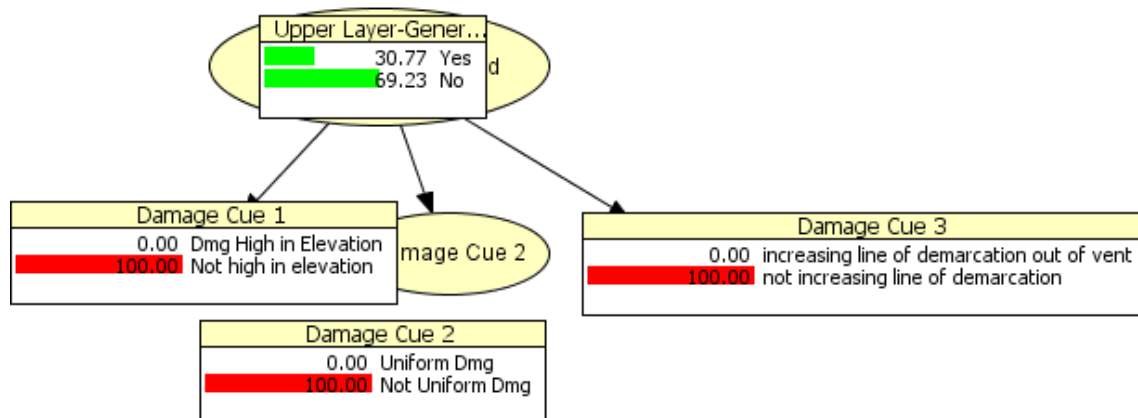 Upper Layer-Gener...
30.77 Yes
69.23 No
d
Damage Cue 1
0.00 Dmg High in Elevation
100.00 Not high in elevation
mage Cue 2
Damage Cue 3
0.00 increasing line of demarcation out of vent
100.00 not increasing line of demarcation
Damage Cue 2
0.00 Uniform Dmg
100.00 Not Uniform Dmg